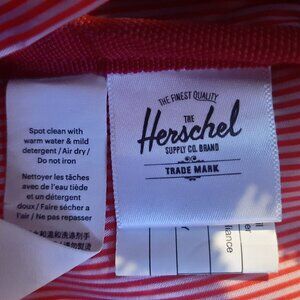 Spot clean with
warm water & mild
detergent / Air dry /
Do not iron
Nettoyer les tâches
avec de l'eau tiède
et un détergent
doux / Faire sécher a
l'air / Ne pas repasser
THE FINEST QUALITY
THE
Herschel
SUPPLY CO. BRAND
TRADE MARK